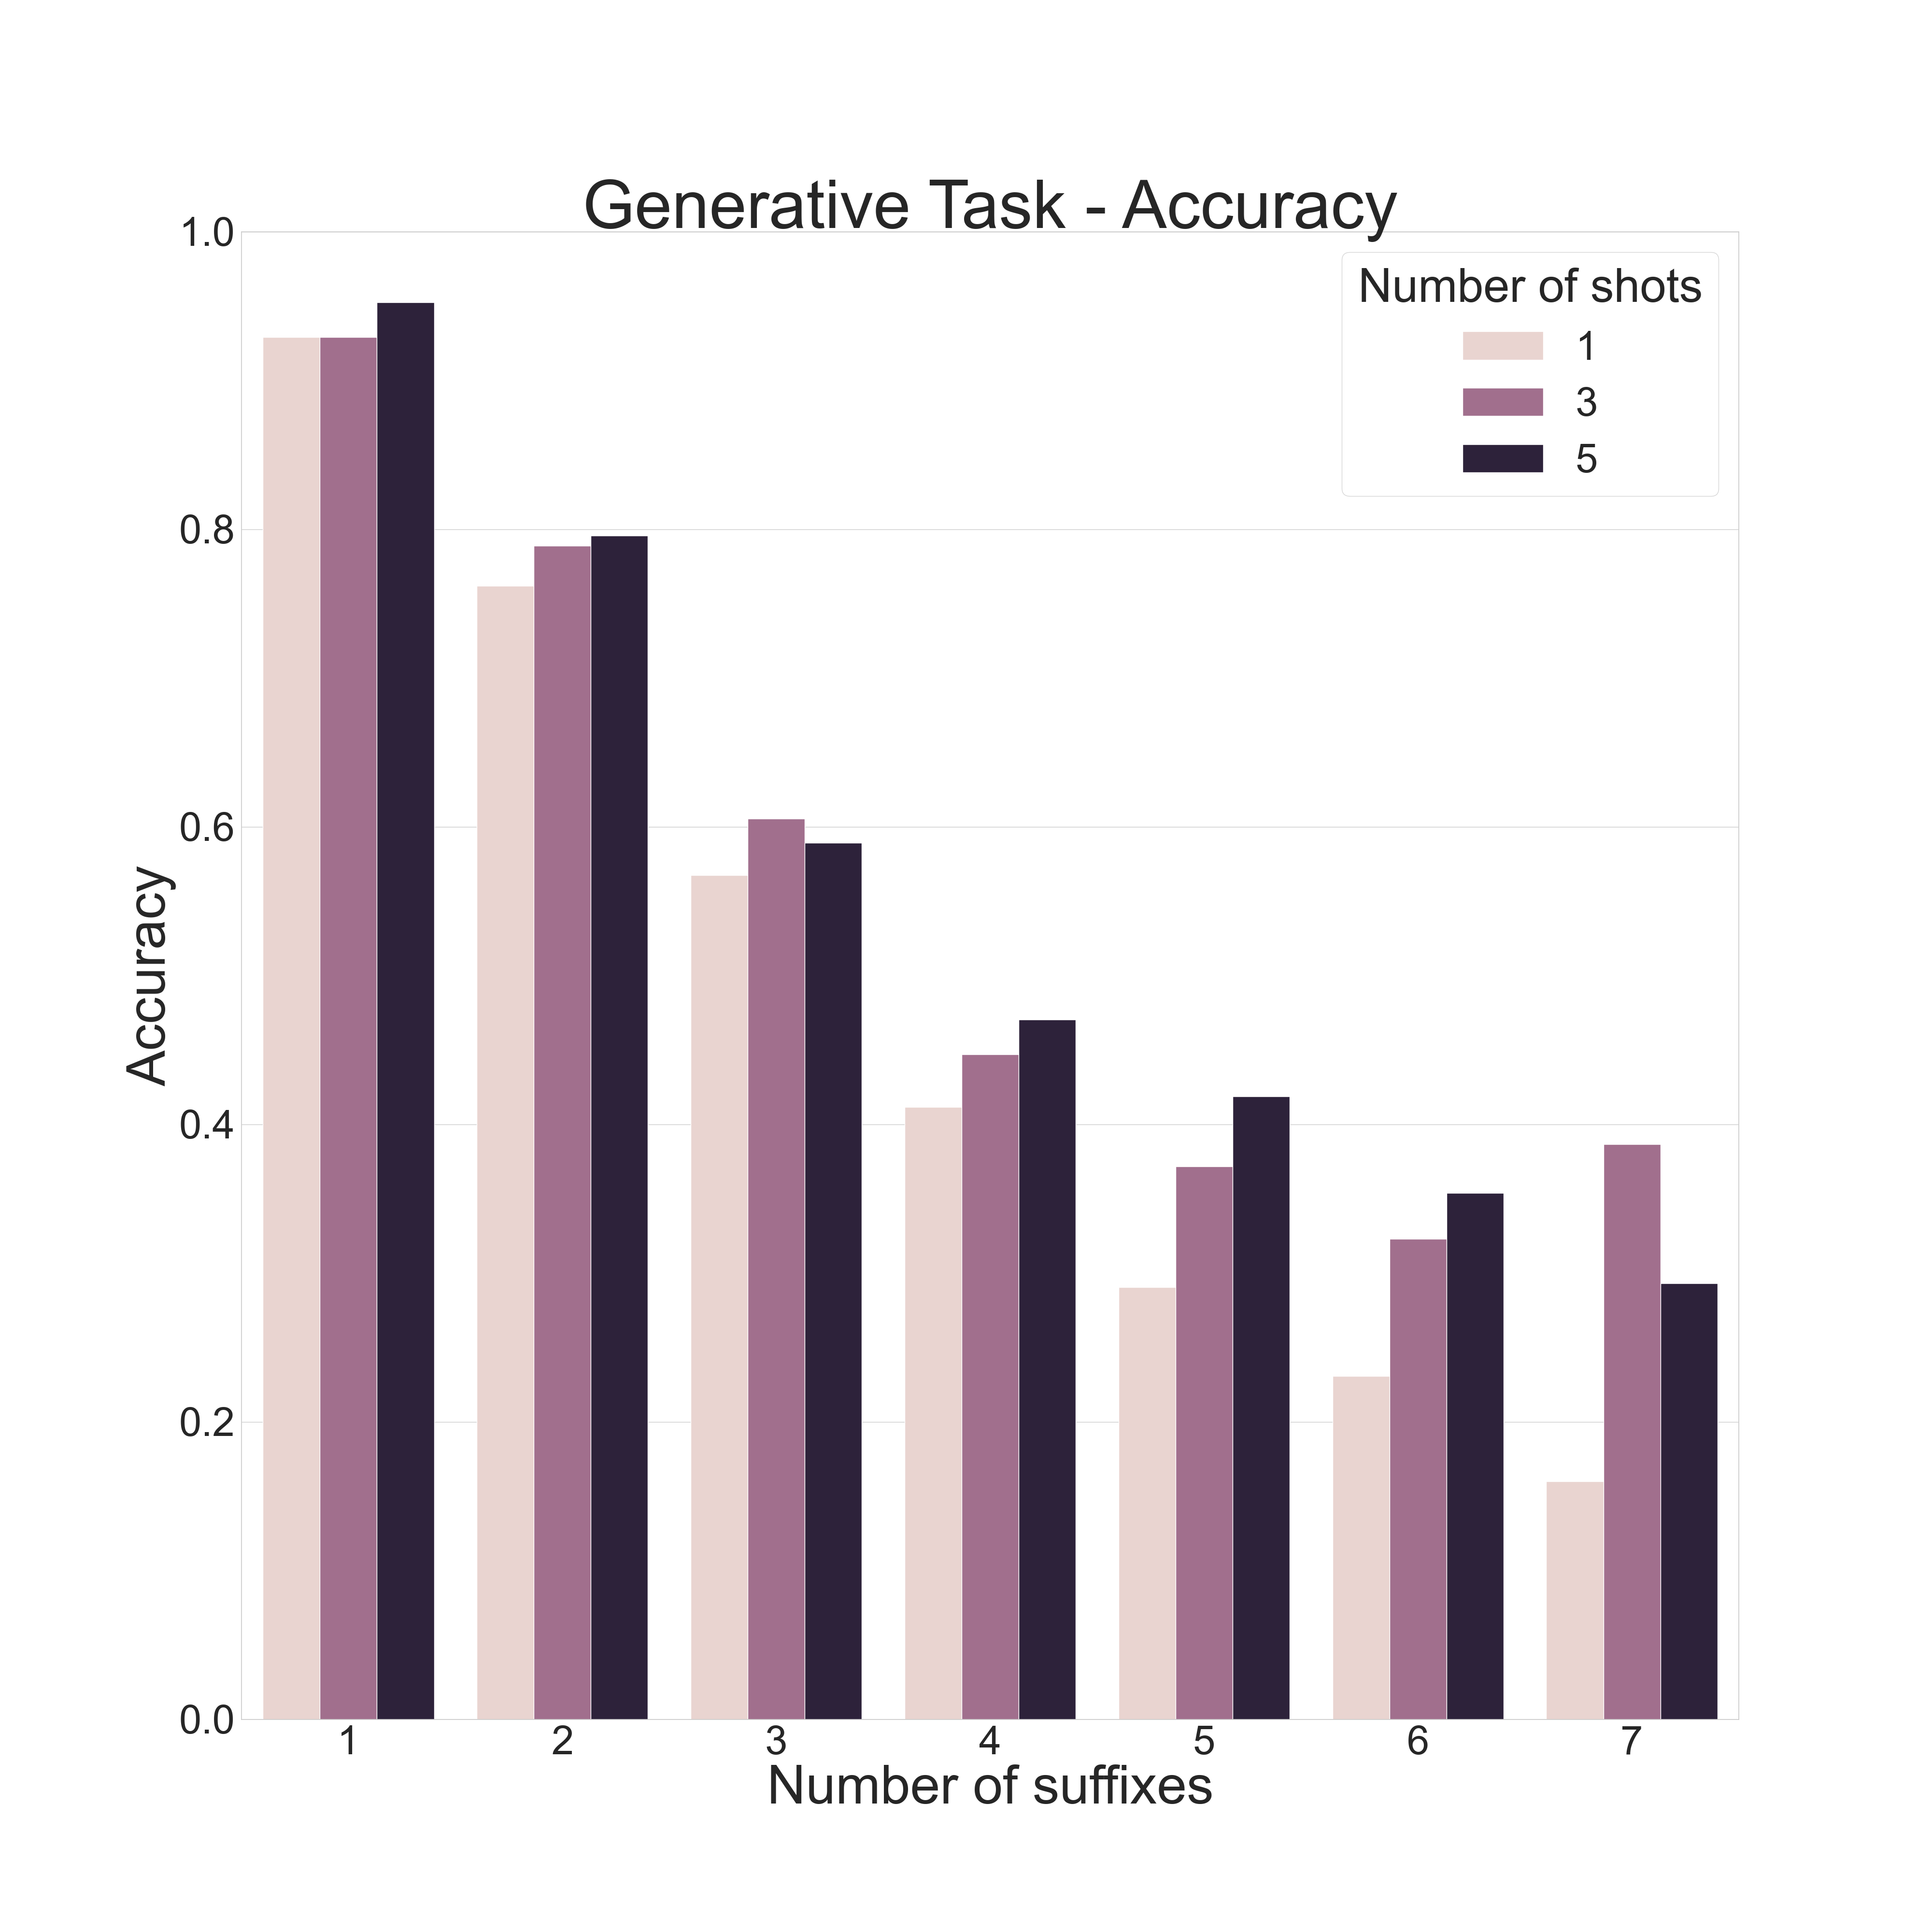 Generative Task - Accuracy
Number of shots
1
3
5
1.0
0.8
0.6
0.4
0.2
0.0
Accuracy
1 2 3 4 5 6 7
Number of suffixes